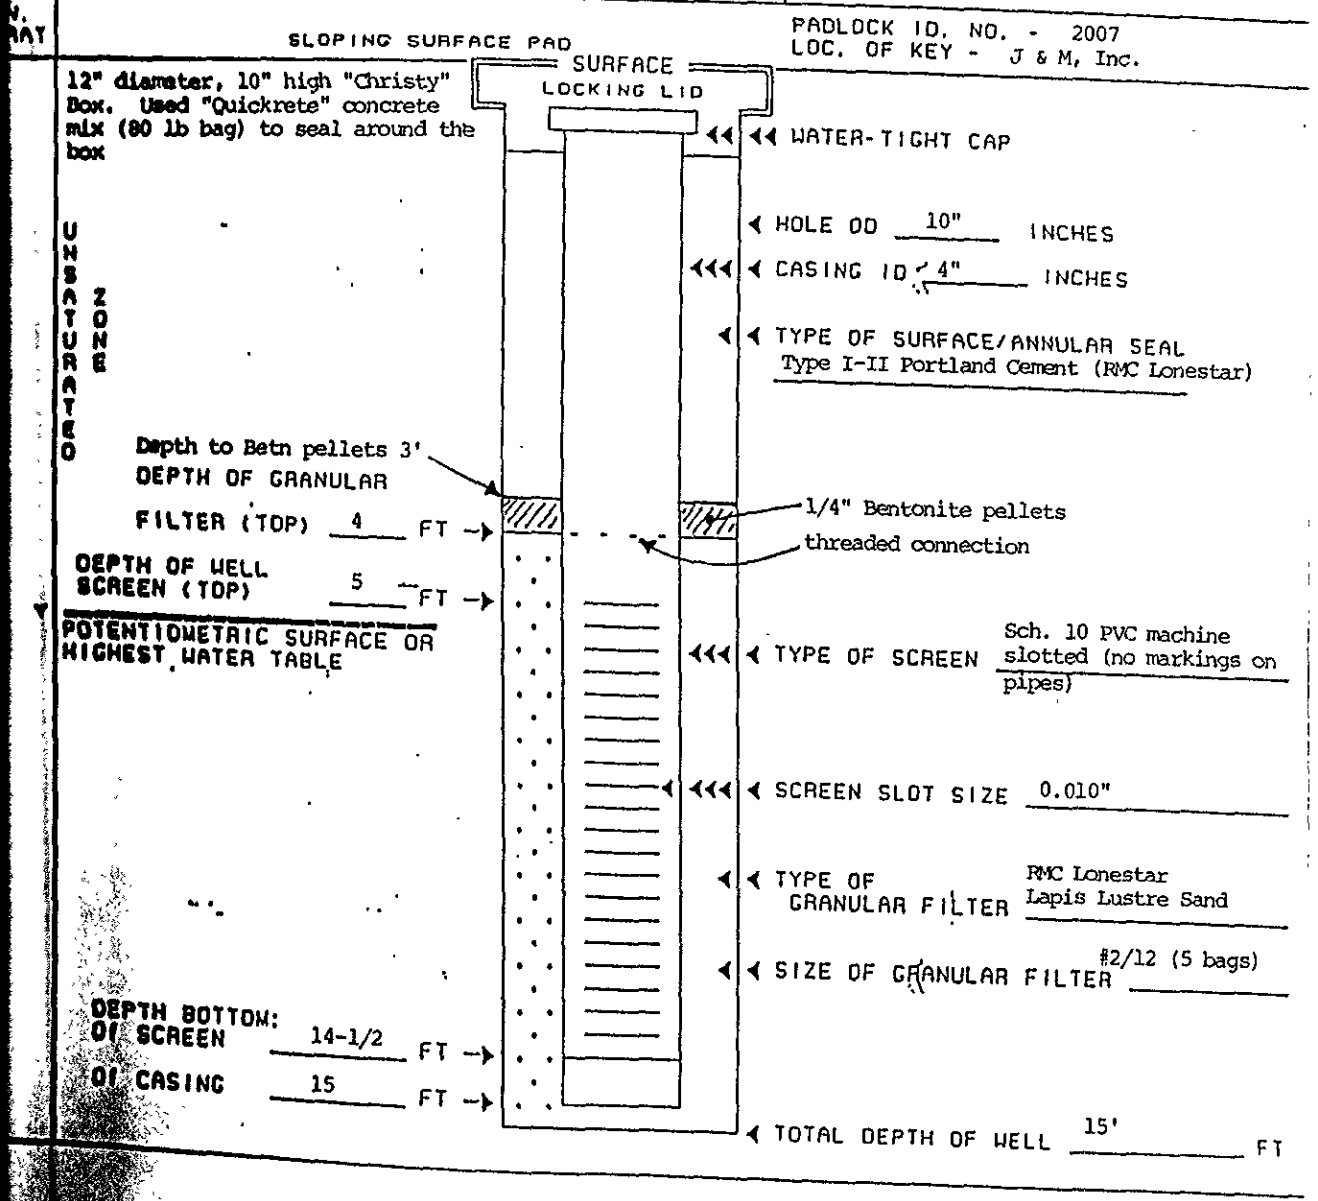 PADLOCK ID. NO. - 2007
LOC. OF KEY - J & M, Inc.
SLOPING SURFACE PAD
SURFACE
LOCKING LID
12" diameter, 10" high "Christy"
Box. Used "Quickrete" concrete
mix (80 lb bag) to seal around the
box
WATER-TIGHT CAP
HOLE OD 10" INCHES
CASING ID 4" INCHES
TYPE OF SURFACE/ANNULAR SEAL
Type I-II Portland Cement (RMC Lonestar)
UNSATURATED
ZONE
Depth to Betn pellets 3'
DEPTH OF GRANULAR
FILTER (TOP) 4 FT
1/4" Bentonite pellets
threaded connection
DEPTH OF WELL
SCREEN (TOP) 5 FT
POTENTIOMETRIC SURFACE OR
HIGHEST WATER TABLE
TYPE OF SCREEN Sch. 10 PVC machine
slotted (no markings on
pipes)
SCREEN SLOT SIZE 0.010"
TYPE OF
GRANULAR FILTER RMC Lonestar
Lapis Lustre Sand
SIZE OF GRANULAR FILTER #2/12 (5 bags)
DEPTH BOTTOM:
OF SCREEN 14-1/2 FT
OF CASING 15 FT
TOTAL DEPTH OF WELL 15' FT